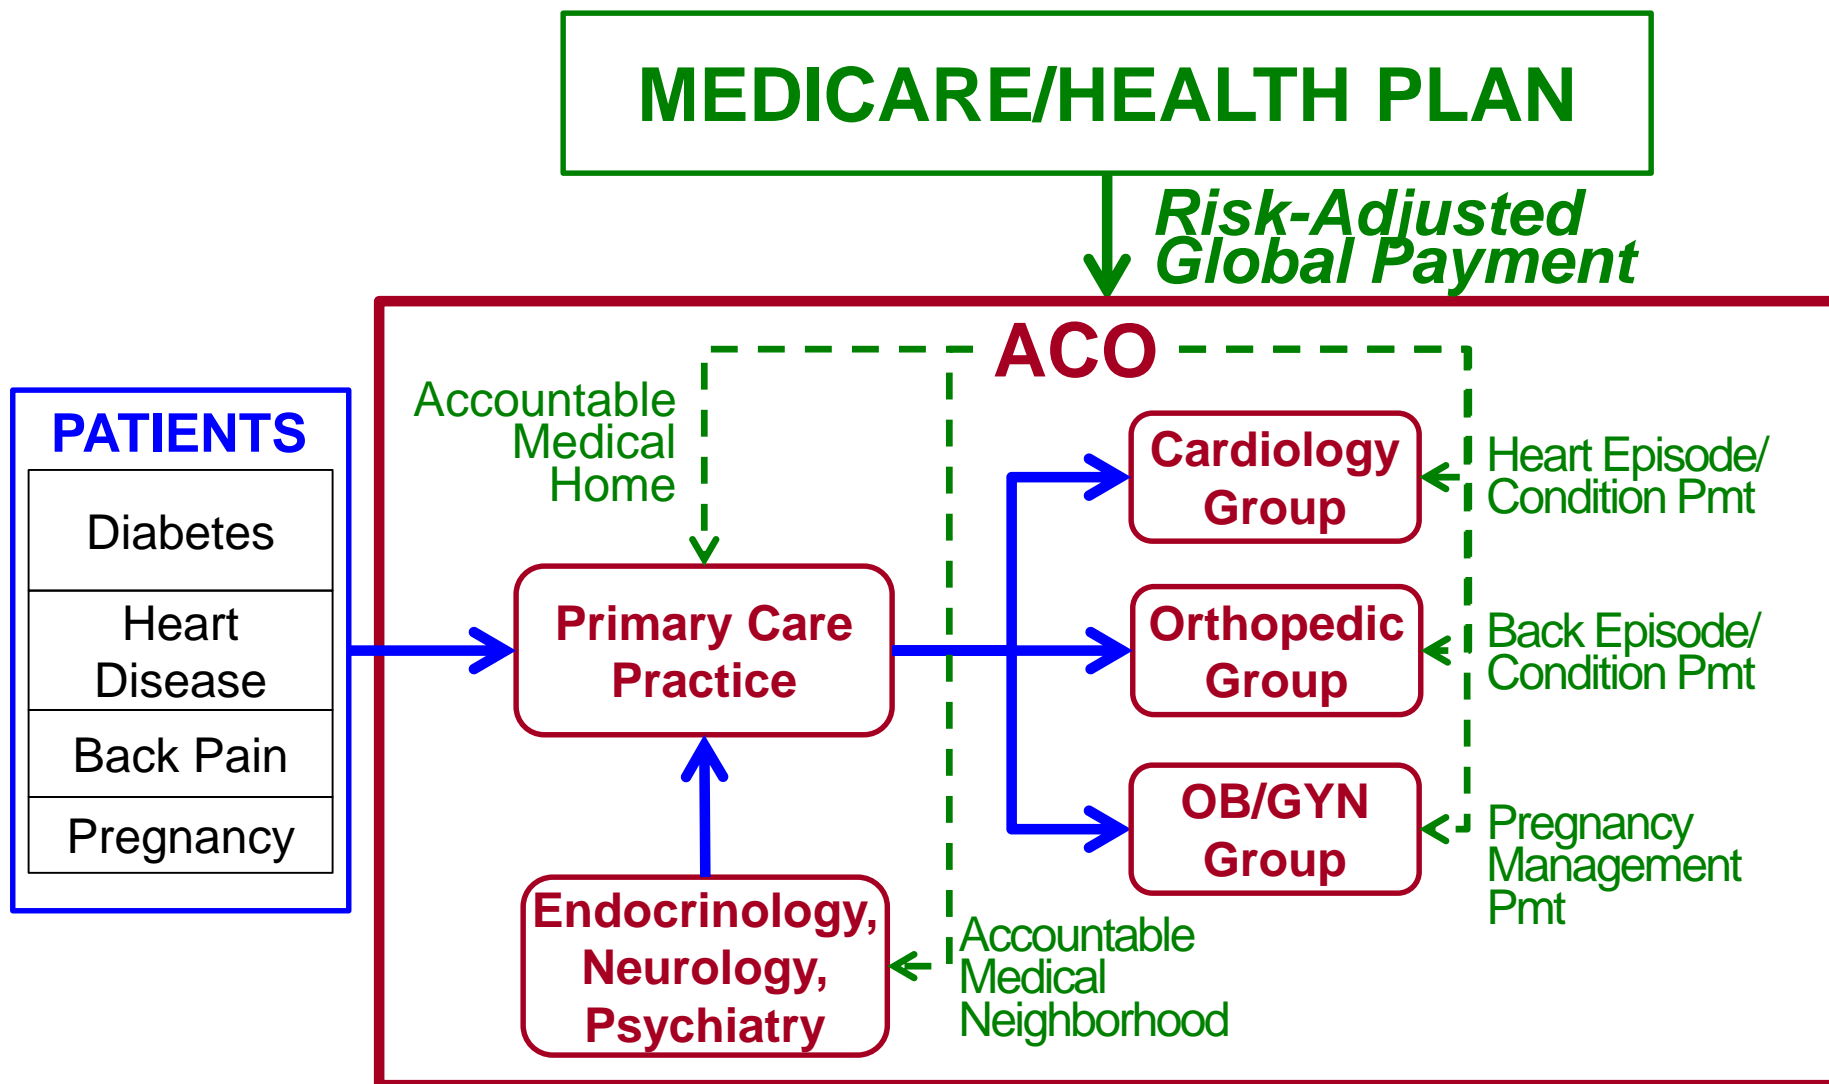 MEDICARE/HEALTH PLAN
Risk-Adjusted
Global Payment
ACO
PATIENTS
Diabetes
Heart
Disease
Back Pain
Pregnancy
Accountable
Medical
Home
Primary Care
Practice
Endocrinology,
Neurology,
Psychiatry
Accountable
Medical
Neighborhood
Cardiology
Group
Heart Episode/
Condition Pmt
Orthopedic
Group
Back Episode/
Condition Pmt
OB/GYN
Group
Pregnancy
Management
Pmt